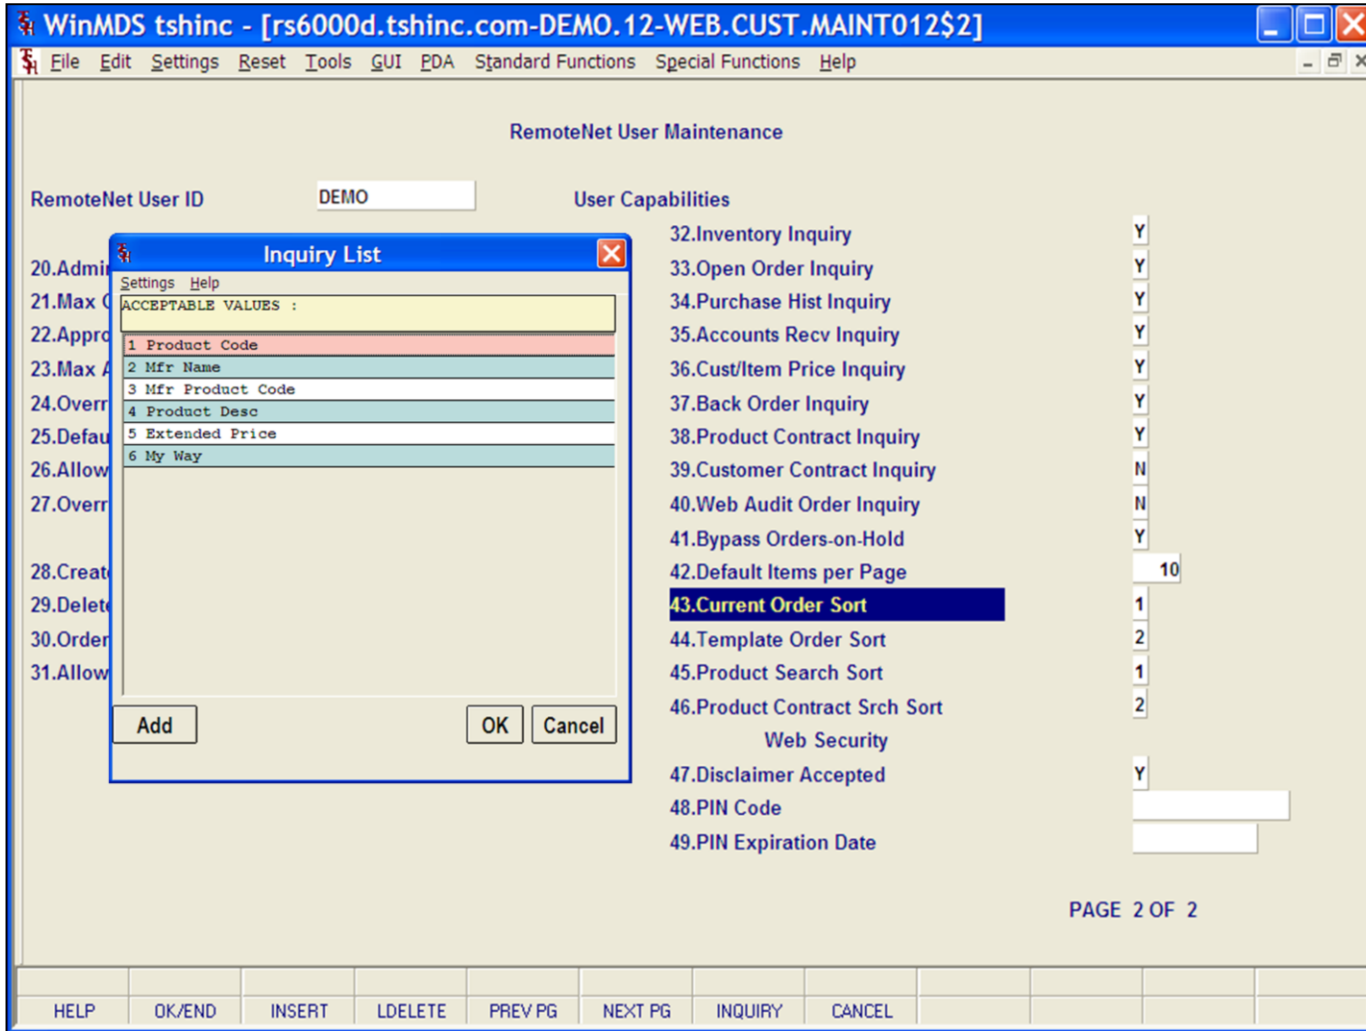 WinMDS tshinc - [rs6000d.tshinc.com-DEMO.12-WEB.CUST.MAINT012$2]
File Edit Settings Reset Tools GUI PDA Standard Functions Special Functions Help
RemoteNet User Maintenance
RemoteNet User ID DEMO User Capabilities
Inquiry List
Settings Help
ACCEPTABLE VALUES :
1 Product Code
2 Mfr Name
3 Mfr Product Code
4 Product Desc
5 Extended Price
6 My Way
Add OK Cancel
20.Admin
21.Max
22.Appro
23.Max
24.Overr
25.Defau
26.Allow
27.Overr
28.Create
29.Delete
30.Order
31.Allow
32.Inventory Inquiry Y
33.Open Order Inquiry Y
34.Purchase Hist Inquiry Y
35.Accounts Recv Inquiry Y
36.Cust/Item Price Inquiry Y
37.Back Order Inquiry Y
38.Product Contract Inquiry Y
39.Customer Contract Inquiry N
40.Web Audit Order Inquiry N
41.Bypass Orders-on-Hold Y
42.Default Items per Page 10
43.Current Order Sort 1
44.Template Order Sort 2
45.Product Search Sort 1
46.Product Contract Srch Sort 2
Web Security
47.Disclaimer Accepted Y
48.PIN Code
49.PIN Expiration Date
PAGE 2 OF 2
HELP OK/END INSERT LDELETE PREV PG NEXT PG INQUIRY CANCEL